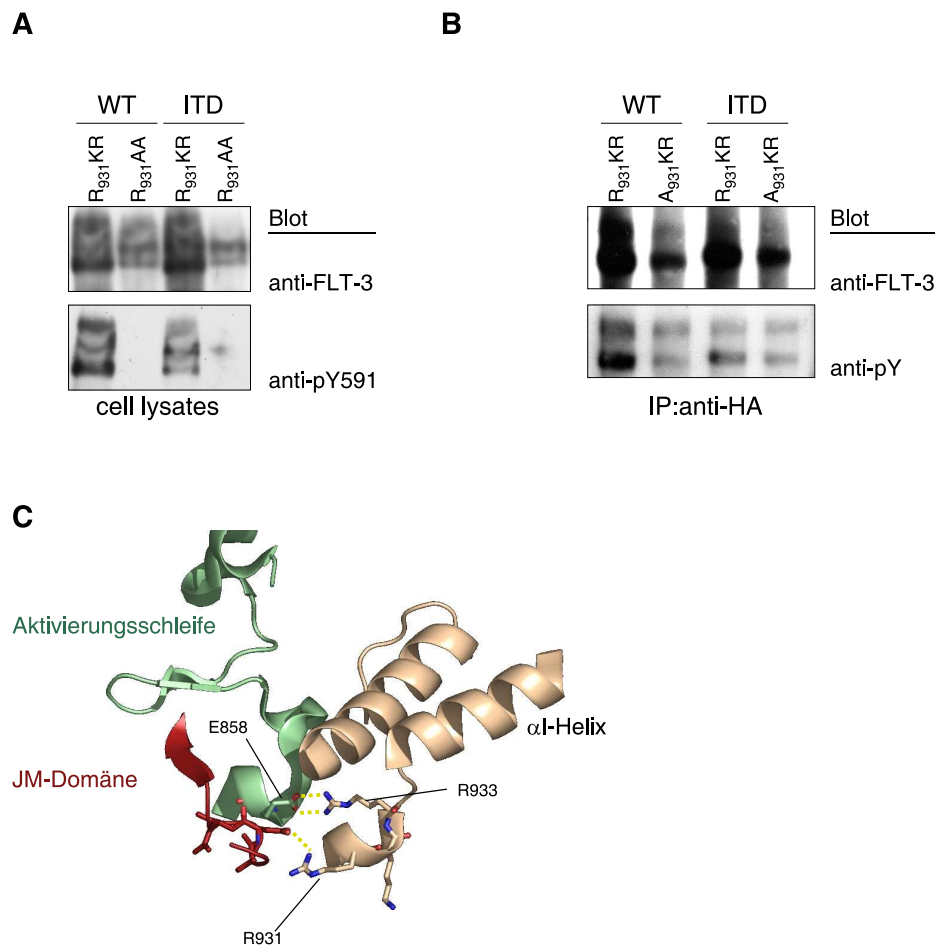 A
WT ITD
R931KR R931AA R931KR R931AA
Blot
anti-FLT-3
anti-pY591
cell lysates
B
WT ITD
R931KR A931KR R931KR A931KR
Blot
anti-FLT-3
anti-pY
IP:anti-HA
C
Aktivierungsschleife
E858
αI-Helix
JM-Domäne
R933
R931